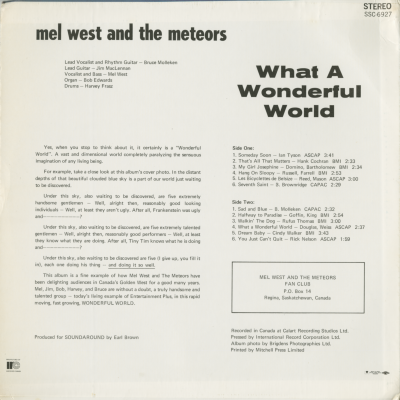 STEREO
SSC 6927
mel west and the meteors
Lead Vocalist and Rhythm Guitar – Bruce McIleken
Lead Guitar – Jim MacLennan
Vocalist and Bass – Mel West
Organ – Bob Edwards
Drums – Harvey Frasz
What A
Wonderful
World
Yes, when you stop to think about it, it certainly is a "Wonderful
World". A vast and dimensional world completely paralyzing the sensuous
imagination of any living being.
For example, take a close look at this album's cover photo. In the distant
depths of that beautiful clouded blue sky is a part of our world just waiting
to be discovered.
Under this sky, also waiting to be discovered, are five extremely
handsome gentlemen – Well, alright then, reasonably good looking
individuals – Well, at least they aren't ugly. After all, Frankenstein was ugly
and---------------?
Under this sky, also waiting to be discovered, are five extremely talented
gentlemen – Well, alright then, reasonably good performers – Well, at least
they know what they are doing. After all, Tiny Tim knows what he is doing
and---------------?
Under this sky, also waiting to be discovered are five (I give up, you fill it
in), each one doing his thing – and doing it so well.
This album is a fine example of how Mel West and The Meteors have
been delighting audiences in Canada's Golden West for a good many years.
Mel, Jim, Bob, Harvey, and Bruce are without a doubt, a truly handsome and
talented group – today's living example of Entertainment Plus, in this rapid
moving, fast growing, WONDERFUL WORLD.
Produced for SOUNDAROUND by Earl Brown
Side One:
1. Someday Soon – Ian Tyson ASCAP 3:41
2. That's All That Matters – Hank Cochran BMI 2:33
3. My Girl Josephine – Domino, Bartholomew BMI 2:34
4. Hang On Sloopy – Russell, Farrell BMI 3:53
5. Les Bicyclettes de Belsize – Reed, Mason ASCAP 3:00
6. Seventh Saint – B. Brownridge CAPAC 2:29
Side Two:
1. Sad and Blue – B. McIleken CAPAC 2:32
2. Halfway to Paradise – Goffin, King BMI 2:54
3. Walkin' The Dog – Rufus Thomas BMI 2:38
4. What a Wonderful World – Douglas, Weiss ASCAP 2:37
5. Dream Baby – Cindy Walker BMI 3:43
6. You Just Can't Quit – Rick Nelson ASCAP 1:59
MEL WEST AND THE METEORS
FAN CLUB
P.O. Box 14
Regina, Saskatchewan, Canada
Recorded in Canada at Calart Recording Studios Ltd.
Pressed by International Record Corporation Ltd.
Album photo by Brigdens Photographien Ltd.
Printed by Mitchell Press Limited